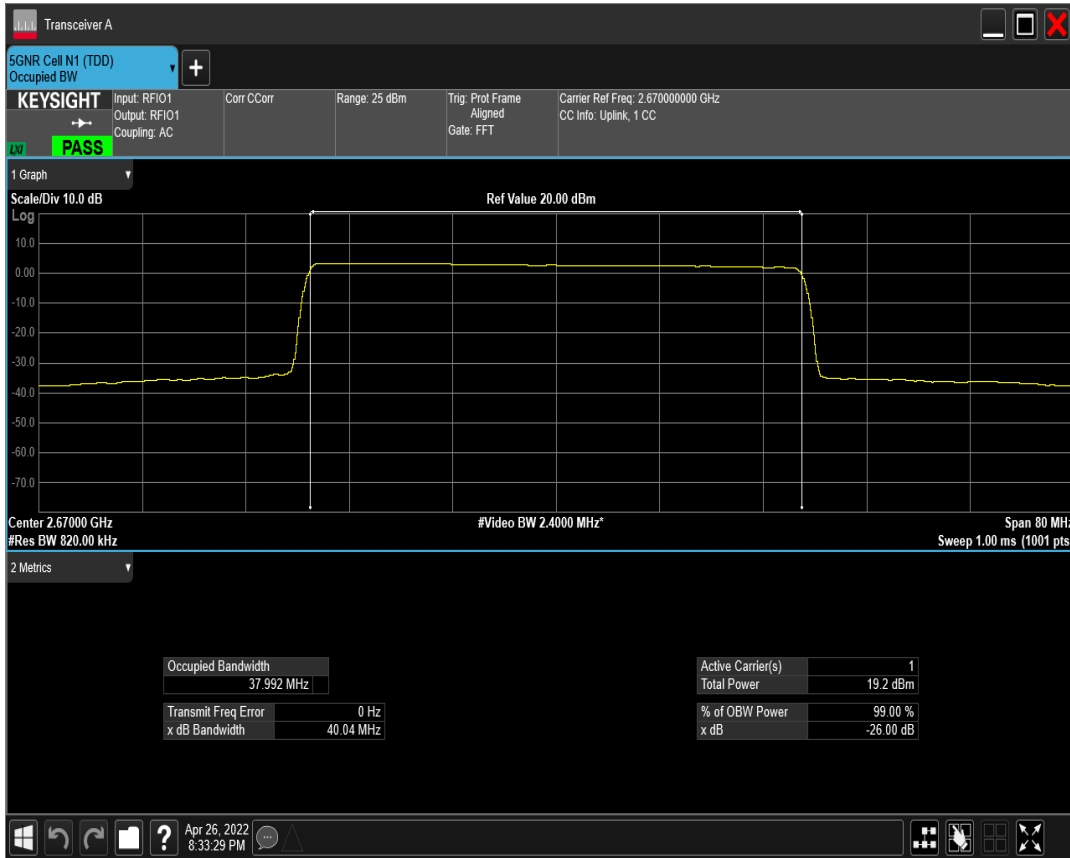 Transceiver A
5GNR Cell N1 (TDD)
Occupied BW
KEYSIGHT
LXI
PASS
Input: RFIO1
Output: RFIO1
Coupling: AC
Corr CCorr
Range: 25 dBm
Trig: Prot Frame
Aligned
Gate: FFT
Carrier Ref Freq: 2.670000000 GHz
CC Info: Uplink, 1 CC
1 Graph
Scale/Div 10.0 dB
Ref Value 20.00 dBm
Log
10.0
0.00
-10.0
-20.0
-30.0
-40.0
-50.0
-60.0
-70.0
Center 2.67000 GHz
#Video BW 2.4000 MHz*
Span 80 MHz
#Res BW 820.00 kHz
Sweep 1.00 ms (1001 pts
2 Metrics
Occupied Bandwidth
37.992 MHz
Transmit Freq Error 0 Hz
x dB Bandwidth 40.04 MHz
Active Carrier(s) 1
Total Power 19.2 dBm
% of OBW Power 99.00 %
x dB -26.00 dB
?
Apr 26, 2022
8:33:29 PM